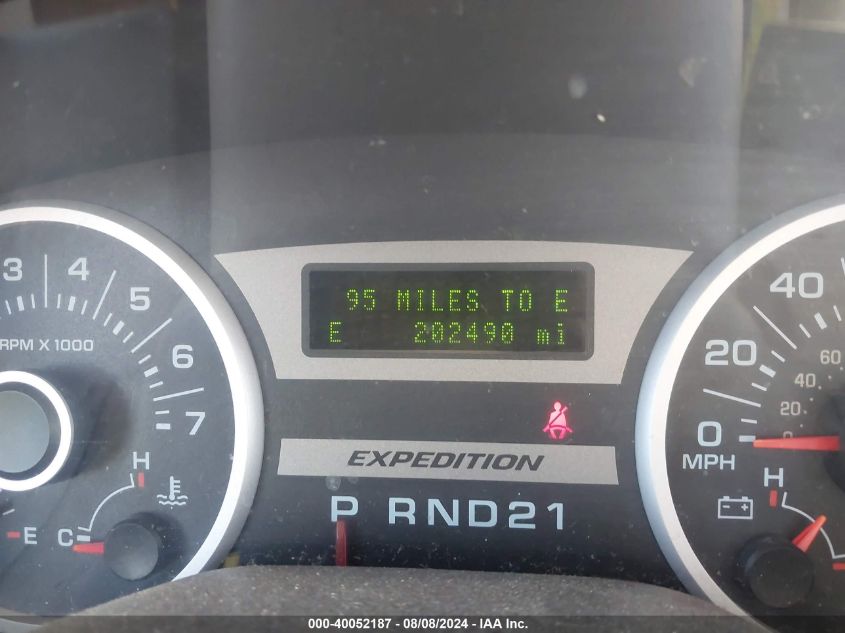 95 MILES TO E
E 202490 mi
3 4 5 6 7
RPM X 1000
H
C
E
EXPEDITION
P RND21
40
20
0
MPH
60
40
20
0
H
000-40052187 - 08/08/2024 - IAA Inc.